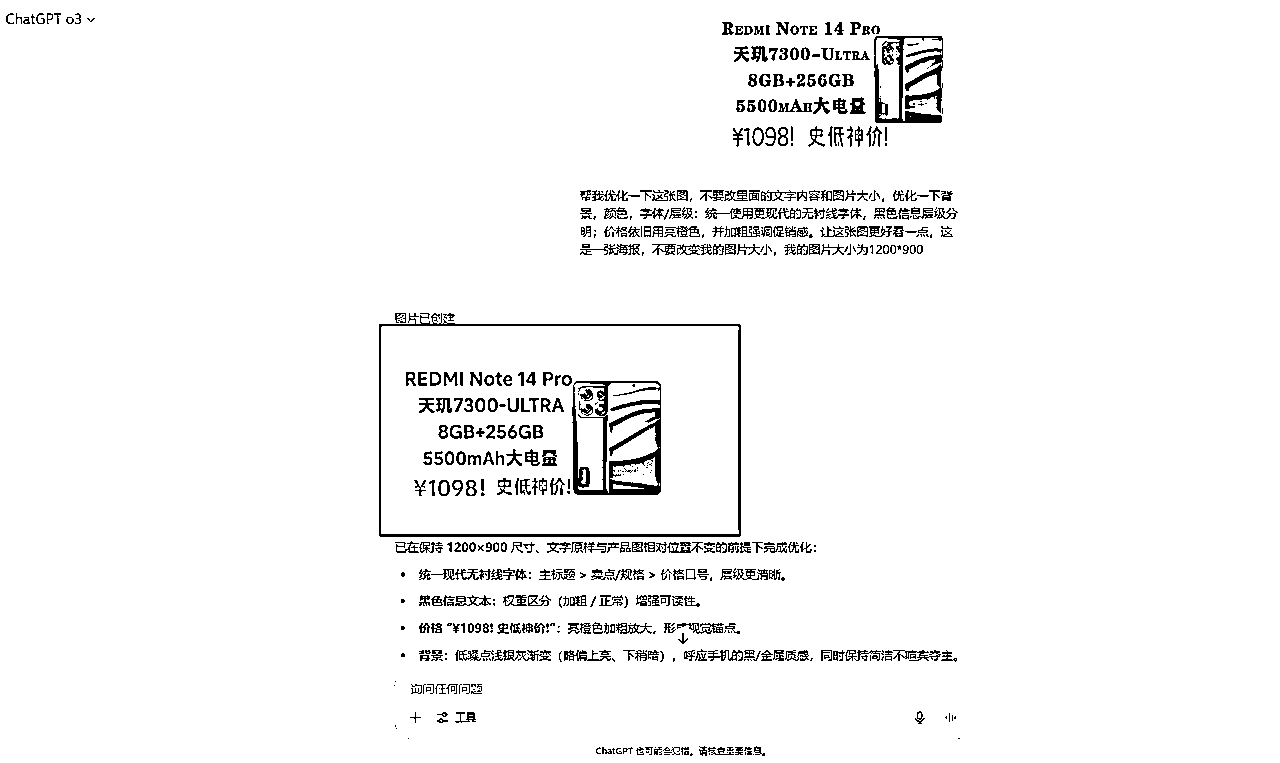 ChatGPT o3
REDMI NOTE 14 PRO
天玑7300-ULTRA
8GB+256GB
5500MAH大电量
¥1098! 史低神价!
帮我优化一下这张图，不要改里面的文字内容和图片大小，优化一下背
景，颜色，字体/层级：统一使用更现代的无衬线字体，黑色信息层级分
明；价格依旧用亮橙色，并加粗强调促销感。让这张图更好看一点，这
是一张海报，不要改变我的图片大小，我的图片大小为1200*900
图片已创建
REDMI Note 14 Pro
天玑7300-ULTRA
8GB+256GB
5500mAh大电量
¥1098! 史低神价!
已在保持 1200×900 尺寸、文字原样与产品图相对位置不变的前提下完成优化：
• 统一现代无衬线字体：主标题 > 卖点/规格 > 价格口号，层级更清晰。
• 黑色信息文本：权重区分（加粗 / 正常）增强可读性。
• 价格 “¥1098! 史低神价!”：亮橙色加粗放大，形成视觉锚点。
• 背景：低噪点浅银灰渐变（略偏上亮、下稍暗），呼应手机的黑/金属质感，同时保持简洁不喧宾夺主。
询问任何问题
工具
ChatGPT 也可能会犯错。请核查重要信息。